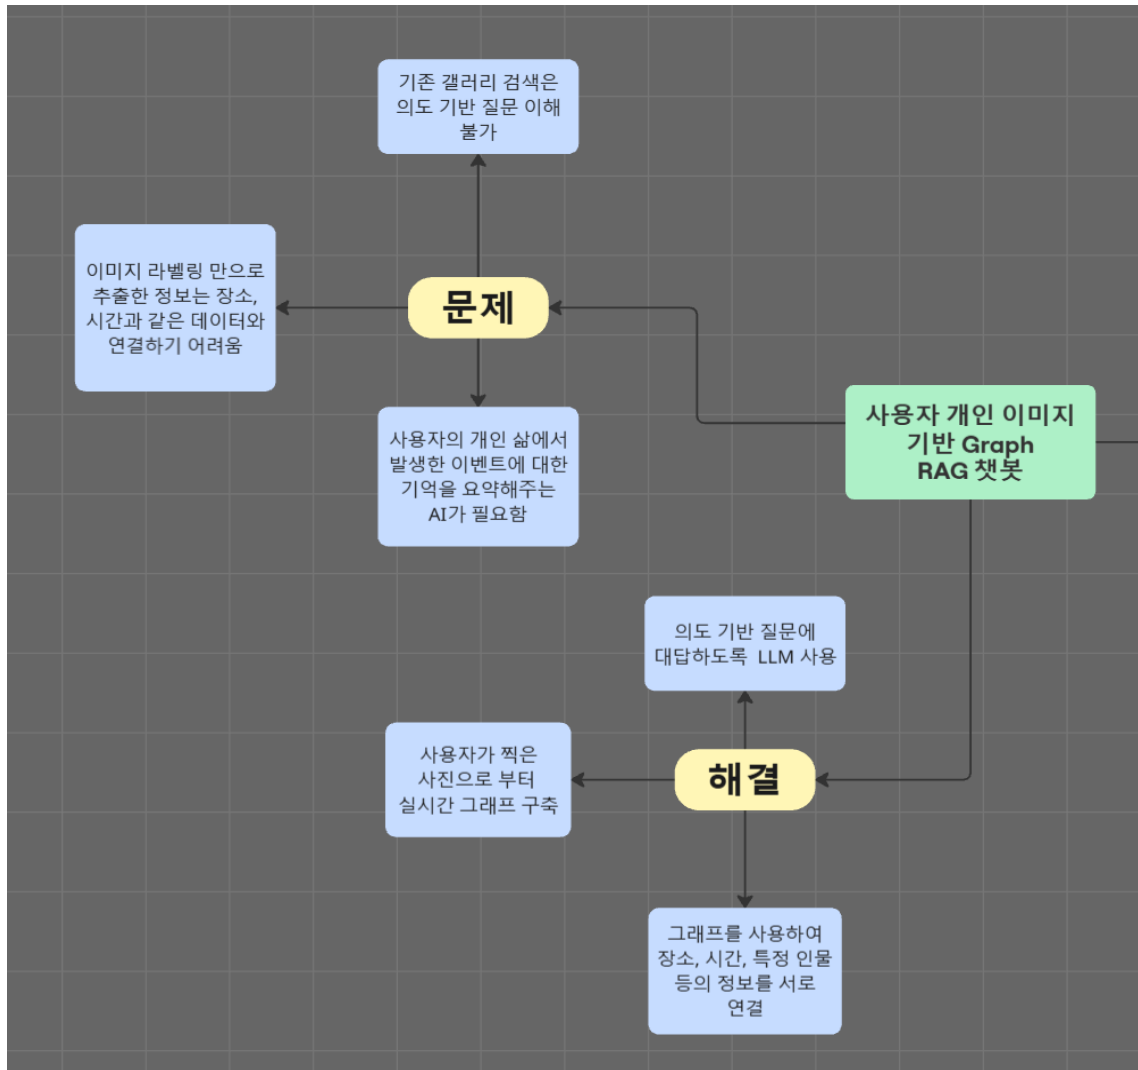 기존 갤러리 검색은
의도 기반 질문 이해
불가
이미지 라벨링 만으로
추출한 정보는 장소,
시간과 같은 데이터와
연결하기 어려움
문제
사용자의 개인 삶에서
발생한 이벤트에 대한
기억을 요약해주는
AI가 필요함
사용자 개인 이미지
기반 Graph
RAG 챗봇
의도 기반 질문에
대답하도록 LLM 사용
사용자가 찍은
사진으로 부터
실시간 그래프 구축
해결
그래프를 사용하여
장소, 시간, 특정 인물
등의 정보를 서로
연결